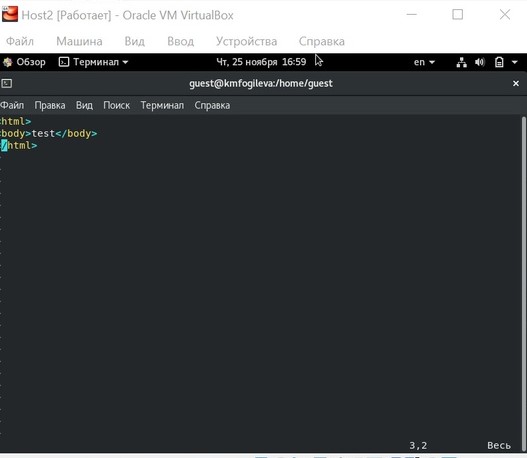 Host2 [Работает] - Oracle VM VirtualBox
Файл Машина Вид Ввод Устройства Справка
Обзор Терминал Чт, 25 ноября 16:59 en
guest@kmfogileva:/home/guest
Файл Правка Вид Поиск Терминал Справка
<html>
<body>test</body>
</html>
3,2 Весь